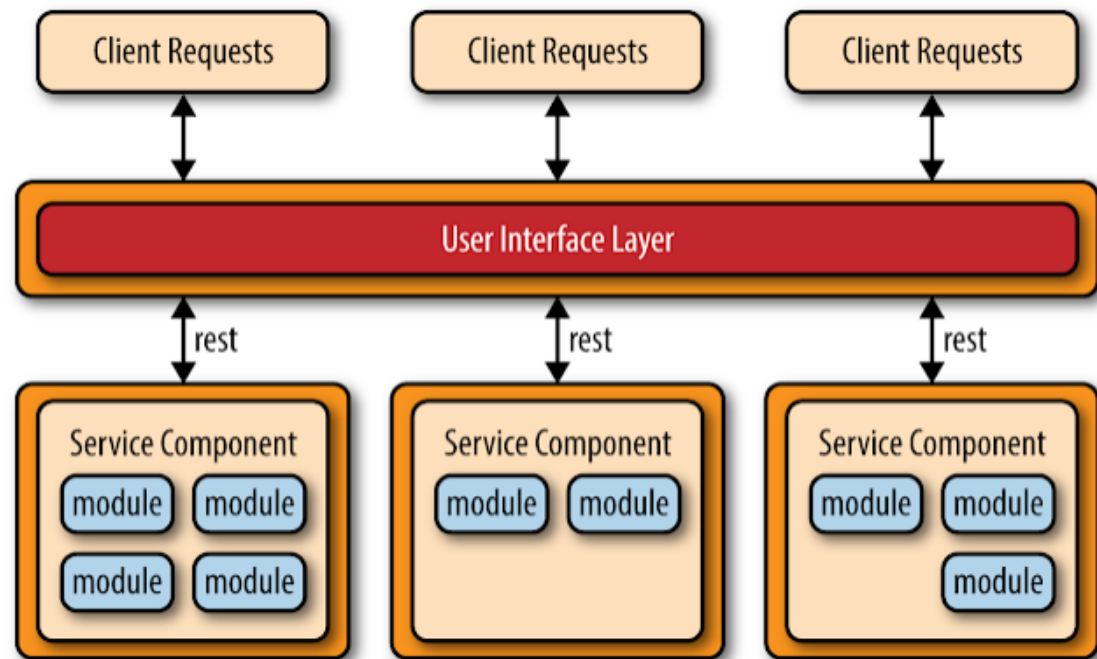 Client Requests
Client Requests
Client Requests
User Interface Layer
rest
rest
rest
Service Component
module module
module module
Service Component
module module
Service Component
module module
module